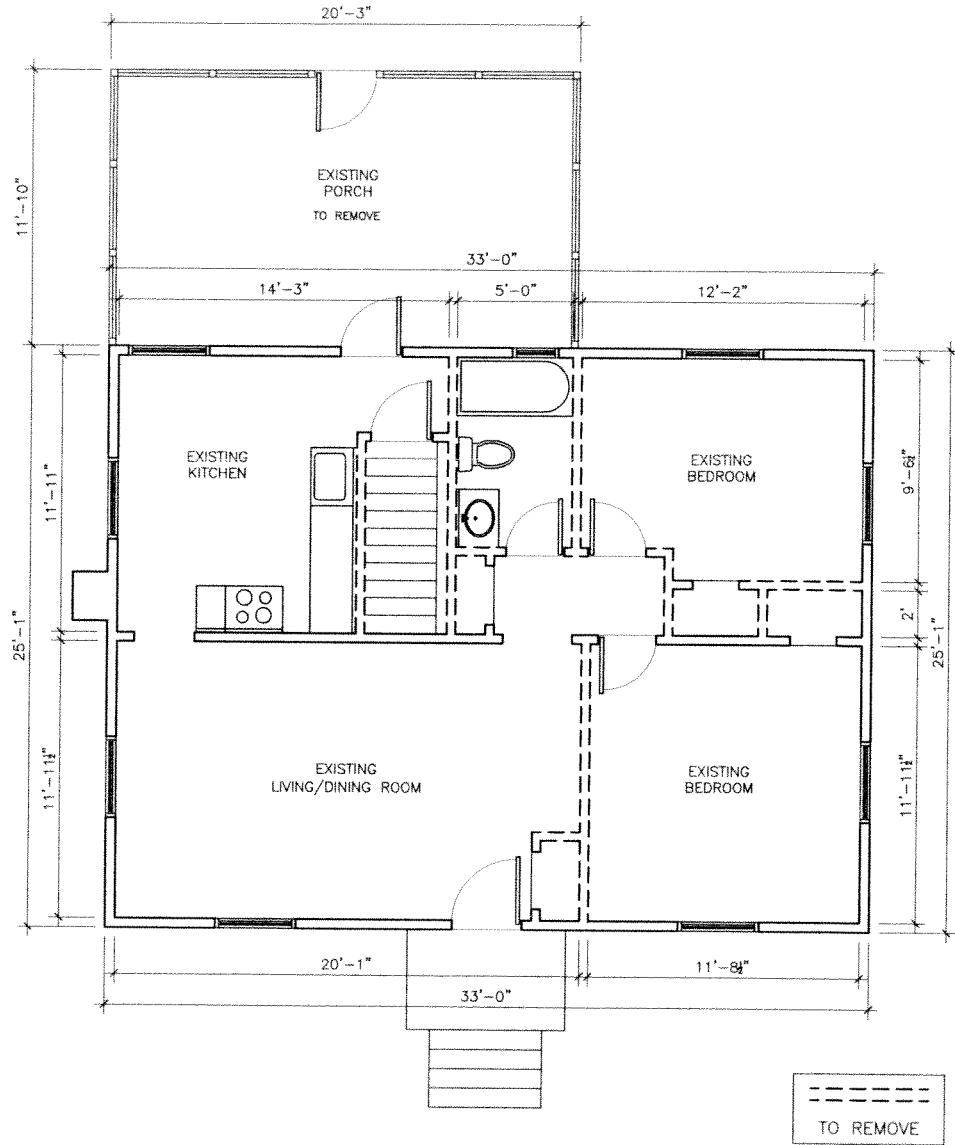 20'-3"
11'-10"
EXISTING
PORCH
TO REMOVE
33'-0"
14'-3"
5'-0"
12'-2"
EXISTING
KITCHEN
EXISTING
BEDROOM
11'-11"
9'-6½"
2'
25'-1"
25'-1"
11'-11½"
EXISTING
LIVING/DINING ROOM
EXISTING
BEDROOM
11'-11½"
20'-1"
11'-8½"
33'-0"
TO REMOVE